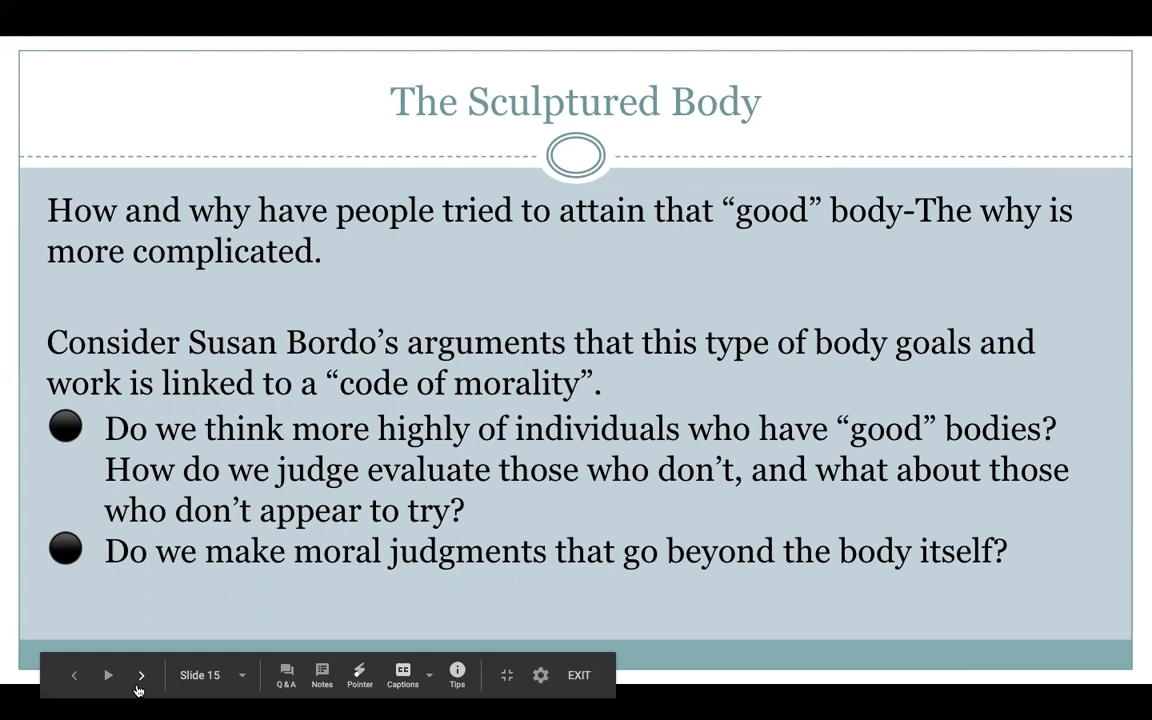 The Sculptured Body
How and why have people tried to attain that “good” body-The why is
more complicated.
Consider Susan Bordo’s arguments that this type of body goals and
work is linked to a “code of morality”.
Do we think more highly of individuals who have “good” bodies?
How do we judge evaluate those who don’t, and what about those
who don’t appear to try?
Do we make moral judgments that go beyond the body itself?
Slide 15
Q & A
Notes
Pointer
CC
Captions
Tips
EXIT